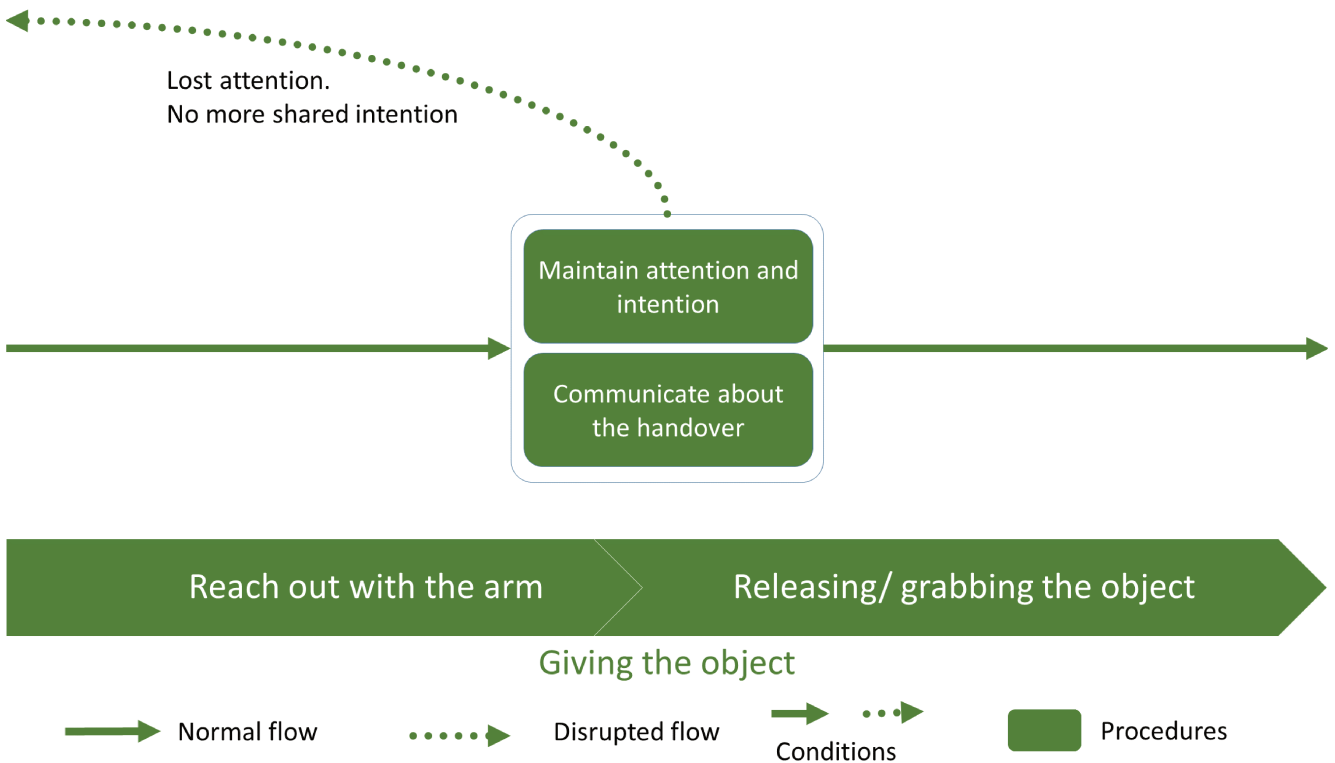 Lost attention.
No more shared intention
Maintain attention and
intention
Communicate about
the handover
Reach out with the arm
Releasing/ grabbing the object
Giving the object
Normal flow
Disrupted flow
Conditions
Procedures